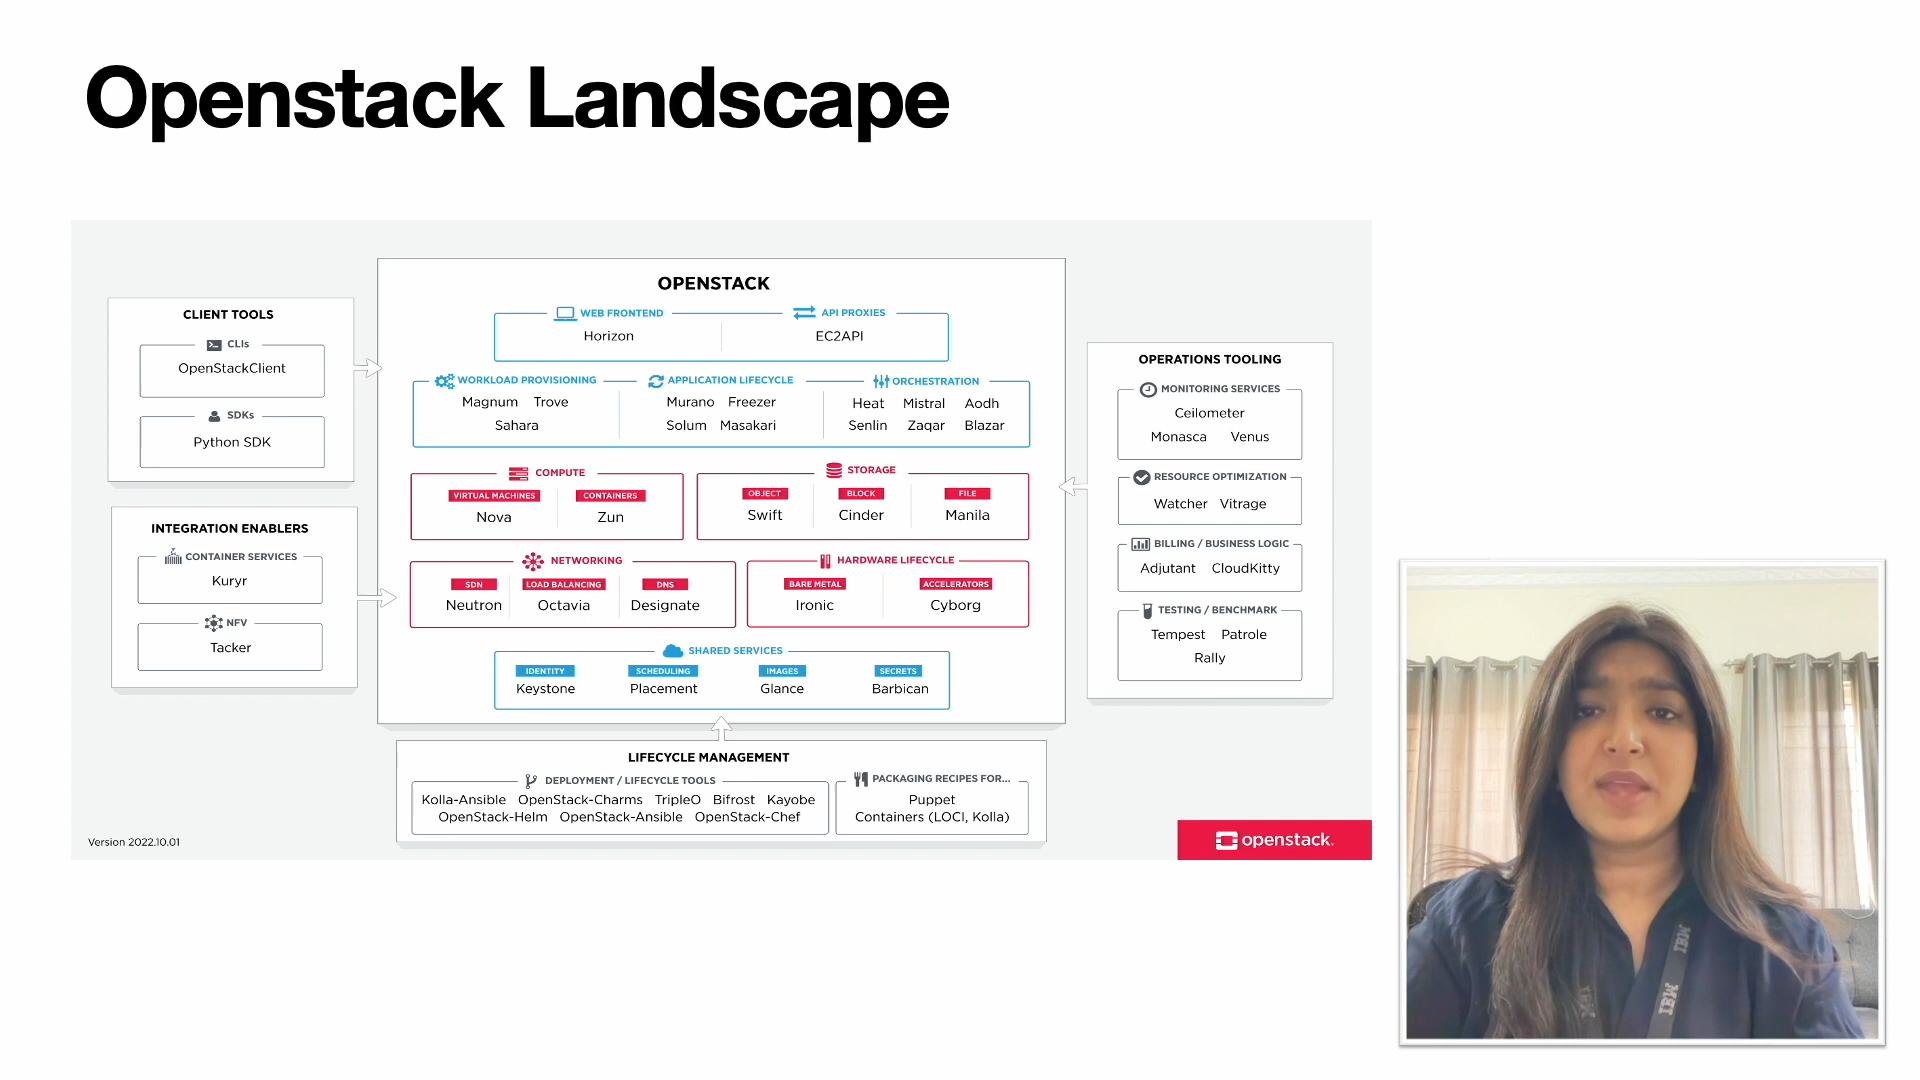 Openstack Landscape
OPENSTACK
CLIENT TOOLS
CLIs
OpenStackClient
SDKs
Python SDK
INTEGRATION ENABLERS
CONTAINER SERVICES
Kuryr
NFV
Tacker
WEB FRONTEND
Horizon
API PROXIES
EC2API
WORKLOAD PROVISIONING
Magnum Trove
Sahara
APPLICATION LIFECYCLE
Murano Freezer
Solum Masakari
ORCHESTRATION
Heat Mistral Aodh
Senlin Zaqar Blazar
COMPUTE
VIRTUAL MACHINES
Nova
CONTAINERS
Zun
STORAGE
OBJECT
Swift
BLOCK
Cinder
FILE
Manila
NETWORKING
SDN
Neutron
LOAD BALANCING
Octavia
DNS
Designate
HARDWARE LIFECYCLE
BARE METAL
Ironic
ACCELERATORS
Cyborg
SHARED SERVICES
IDENTITY
Keystone
SCHEDULING
Placement
IMAGES
Glance
SECRETS
Barbican
OPERATIONS TOOLING
MONITORING SERVICES
Ceilometer
Monasca Venus
RESOURCE OPTIMIZATION
Watcher Vitrage
BILLING / BUSINESS LOGIC
Adjutant CloudKitty
TESTING / BENCHMARK
Tempest Patrole
Rally
LIFECYCLE MANAGEMENT
DEPLOYMENT / LIFECYCLE TOOLS
Kolla-Ansible OpenStack-Charms TripleO Bifrost Kayobe
OpenStack-Helm OpenStack-Ansible OpenStack-Chef
PACKAGING RECIPES FOR...
Puppet
Containers (LOCI, Kolla)
Version 2022.10.01
openstack.
IBM
IBM
IBM